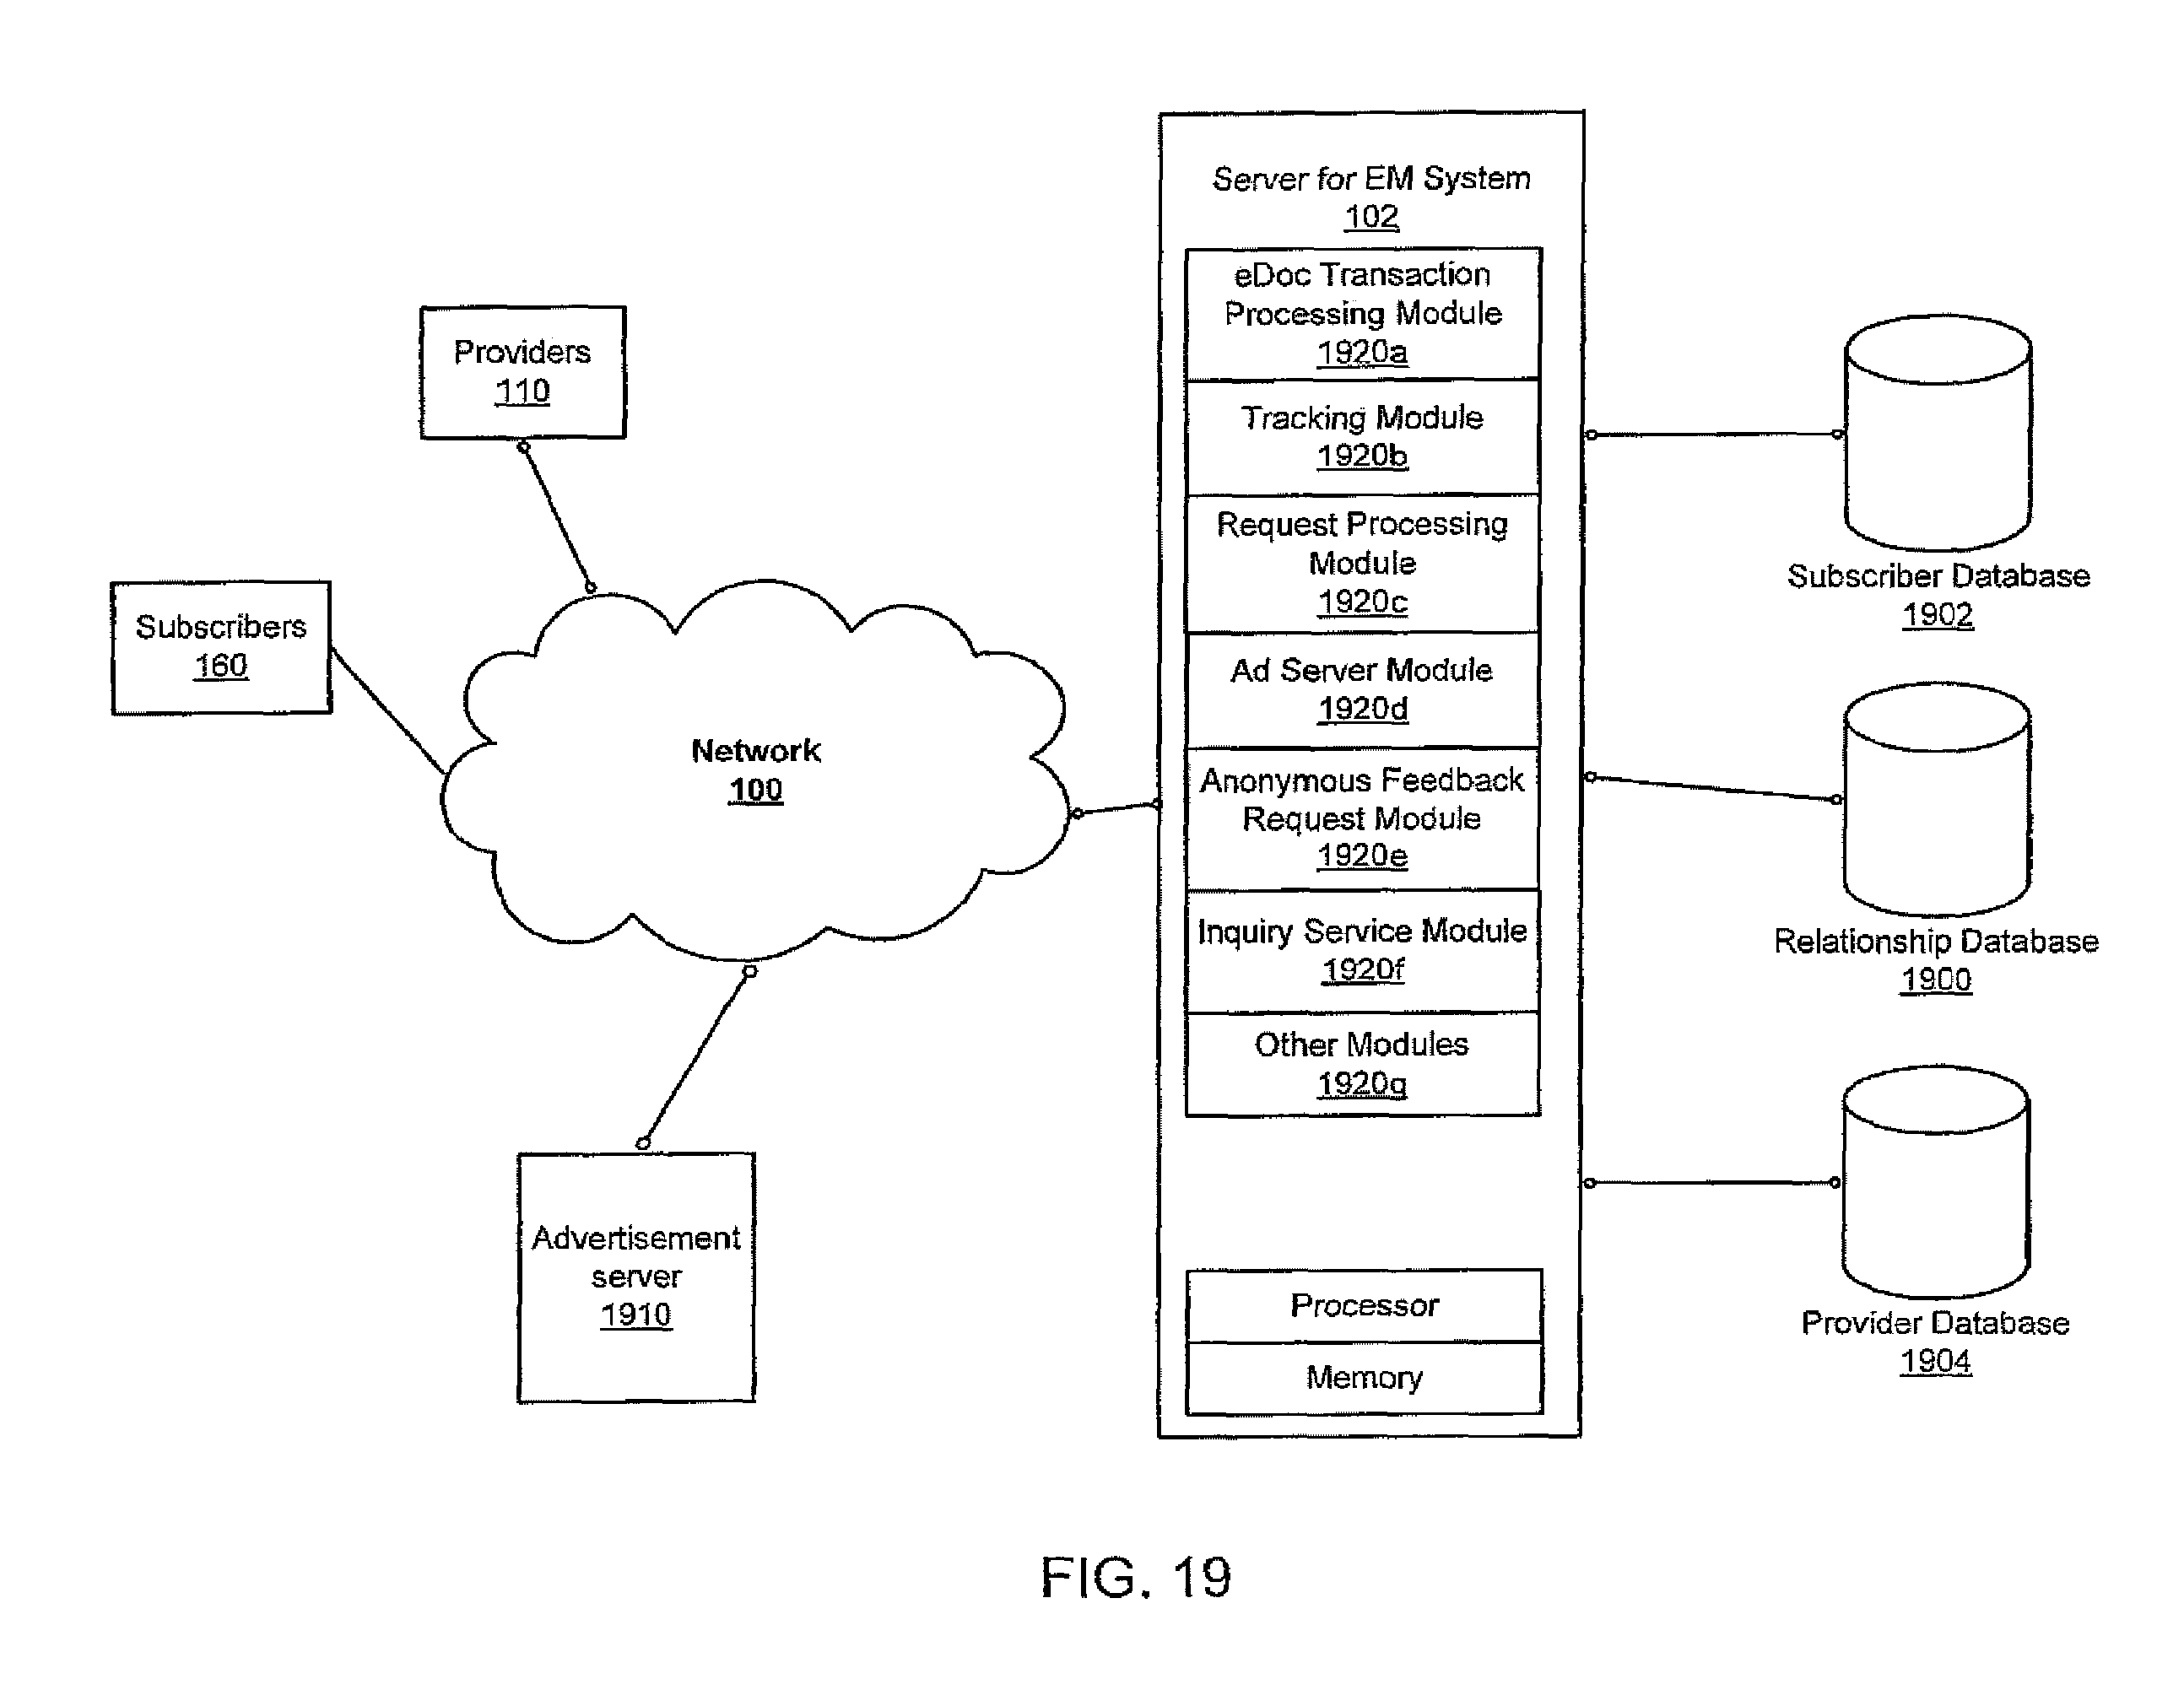 Server for EM System
102
eDoc Transaction
Processing Module
1920a
Tracking Module
1920b
Request Processing
Module
1920c
Ad Server Module
1920d
Anonymous Feedback
Request Module
1920e
Inquiry Service Module
1920f
Other Modules
1920g
Processor
Memory
Providers
110
Subscribers
160
Network
100
Advertisement
server
1910
Subscriber Database
1902
Relationship Database
1900
Provider Database
1904
FIG. 19